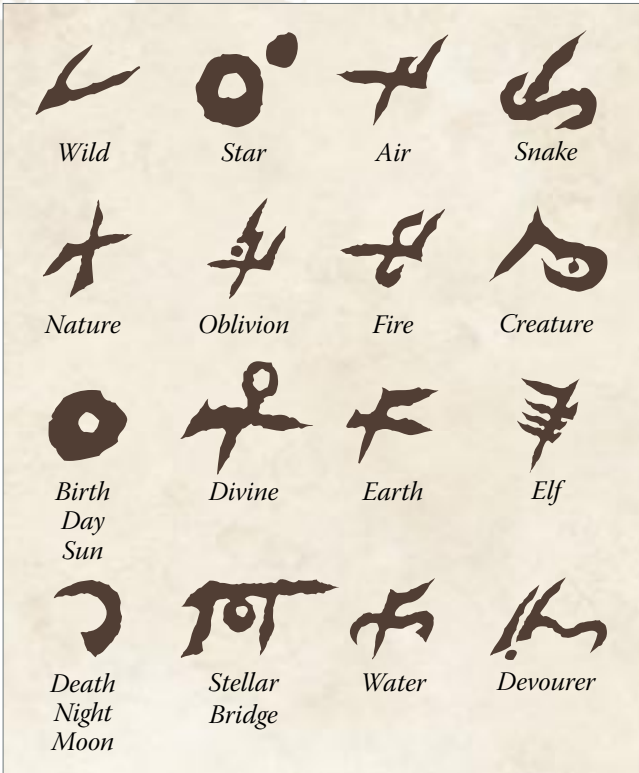 Wild
Star
Air
Snake
Nature
Oblivion
Fire
Creature
Birth
Day
Sun
Divine
Earth
Elf
Death
Night
Moon
Stellar
Bridge
Water
Devourer